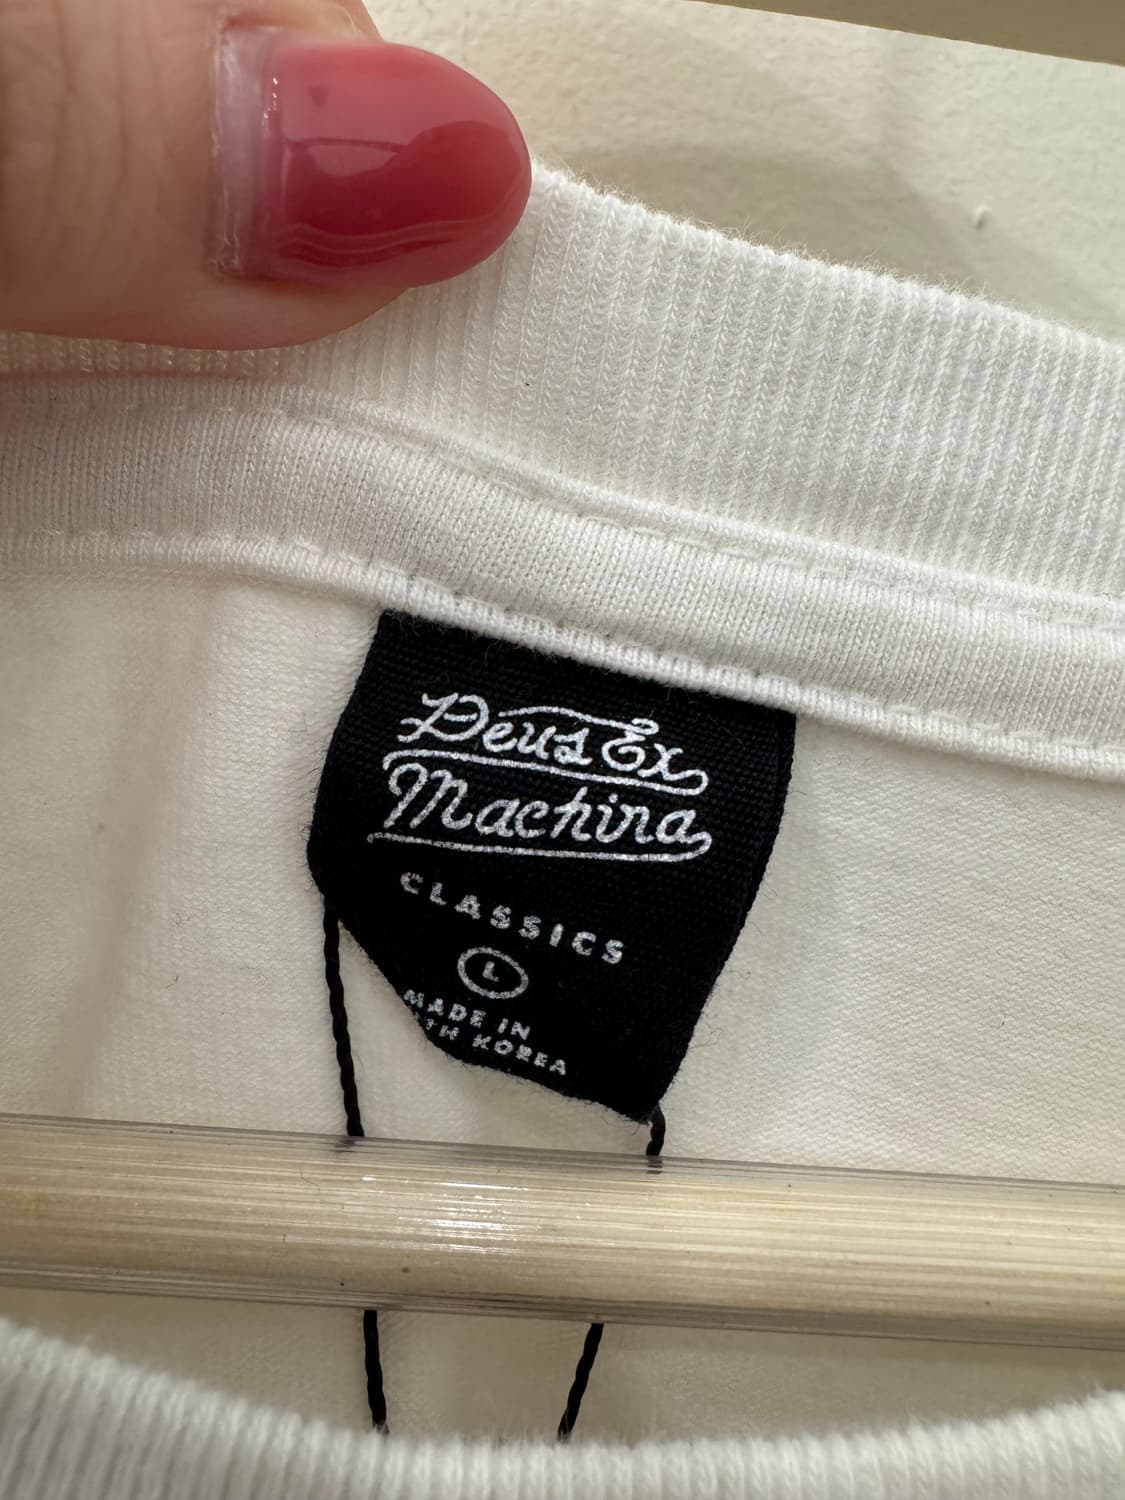 Deus Ex
Machina
CLASSICS
L
MADE IN
KOREA